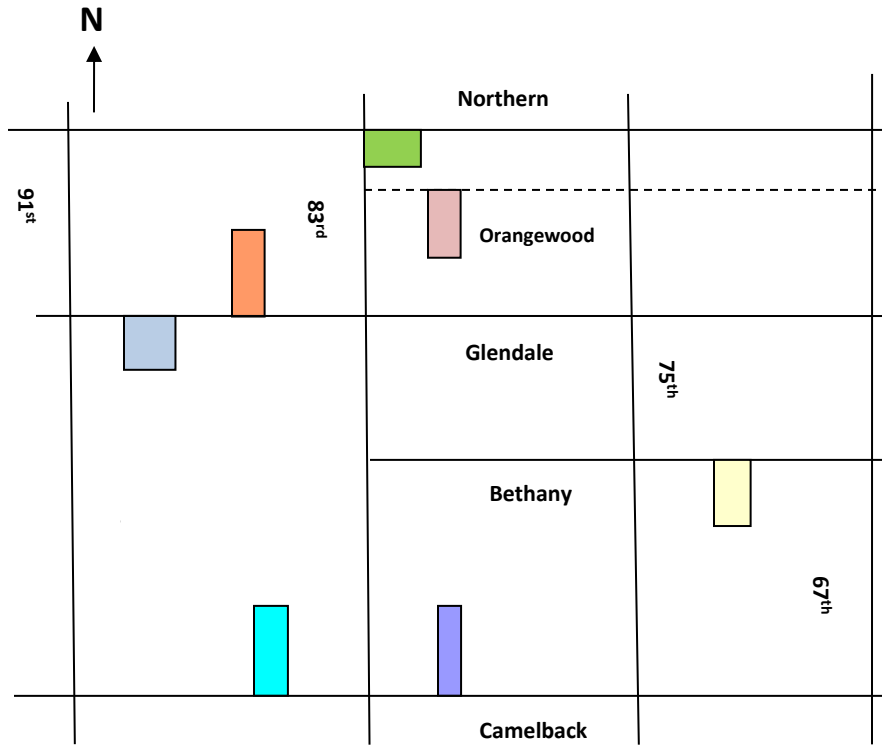 N
Northern
91st
83rd
Orangewood
Glendale
75th
Bethany
67th
Camelback